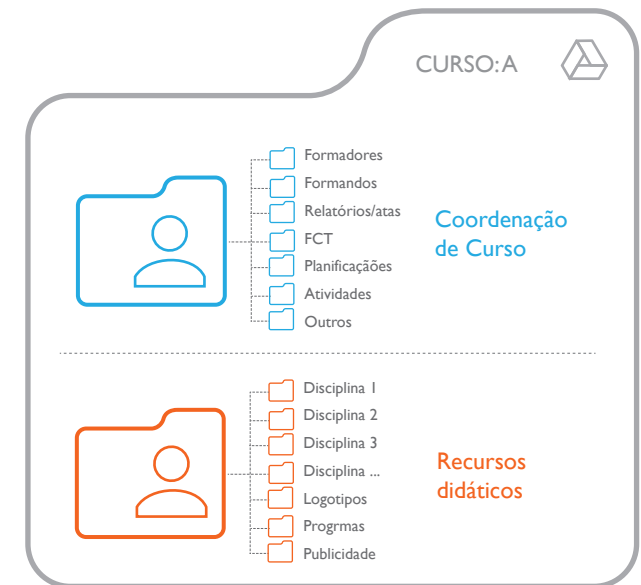 CURSO: A
Formadores
Formandos
Relatórios/atas
FCT
Planificaçãões
Atividades
Outros
Coordenação
de Curso
Disciplina 1
Disciplina 2
Disciplina 3
Disciplina ...
Logotipos
Progrmas
Publicidade
Recursos
didáticos